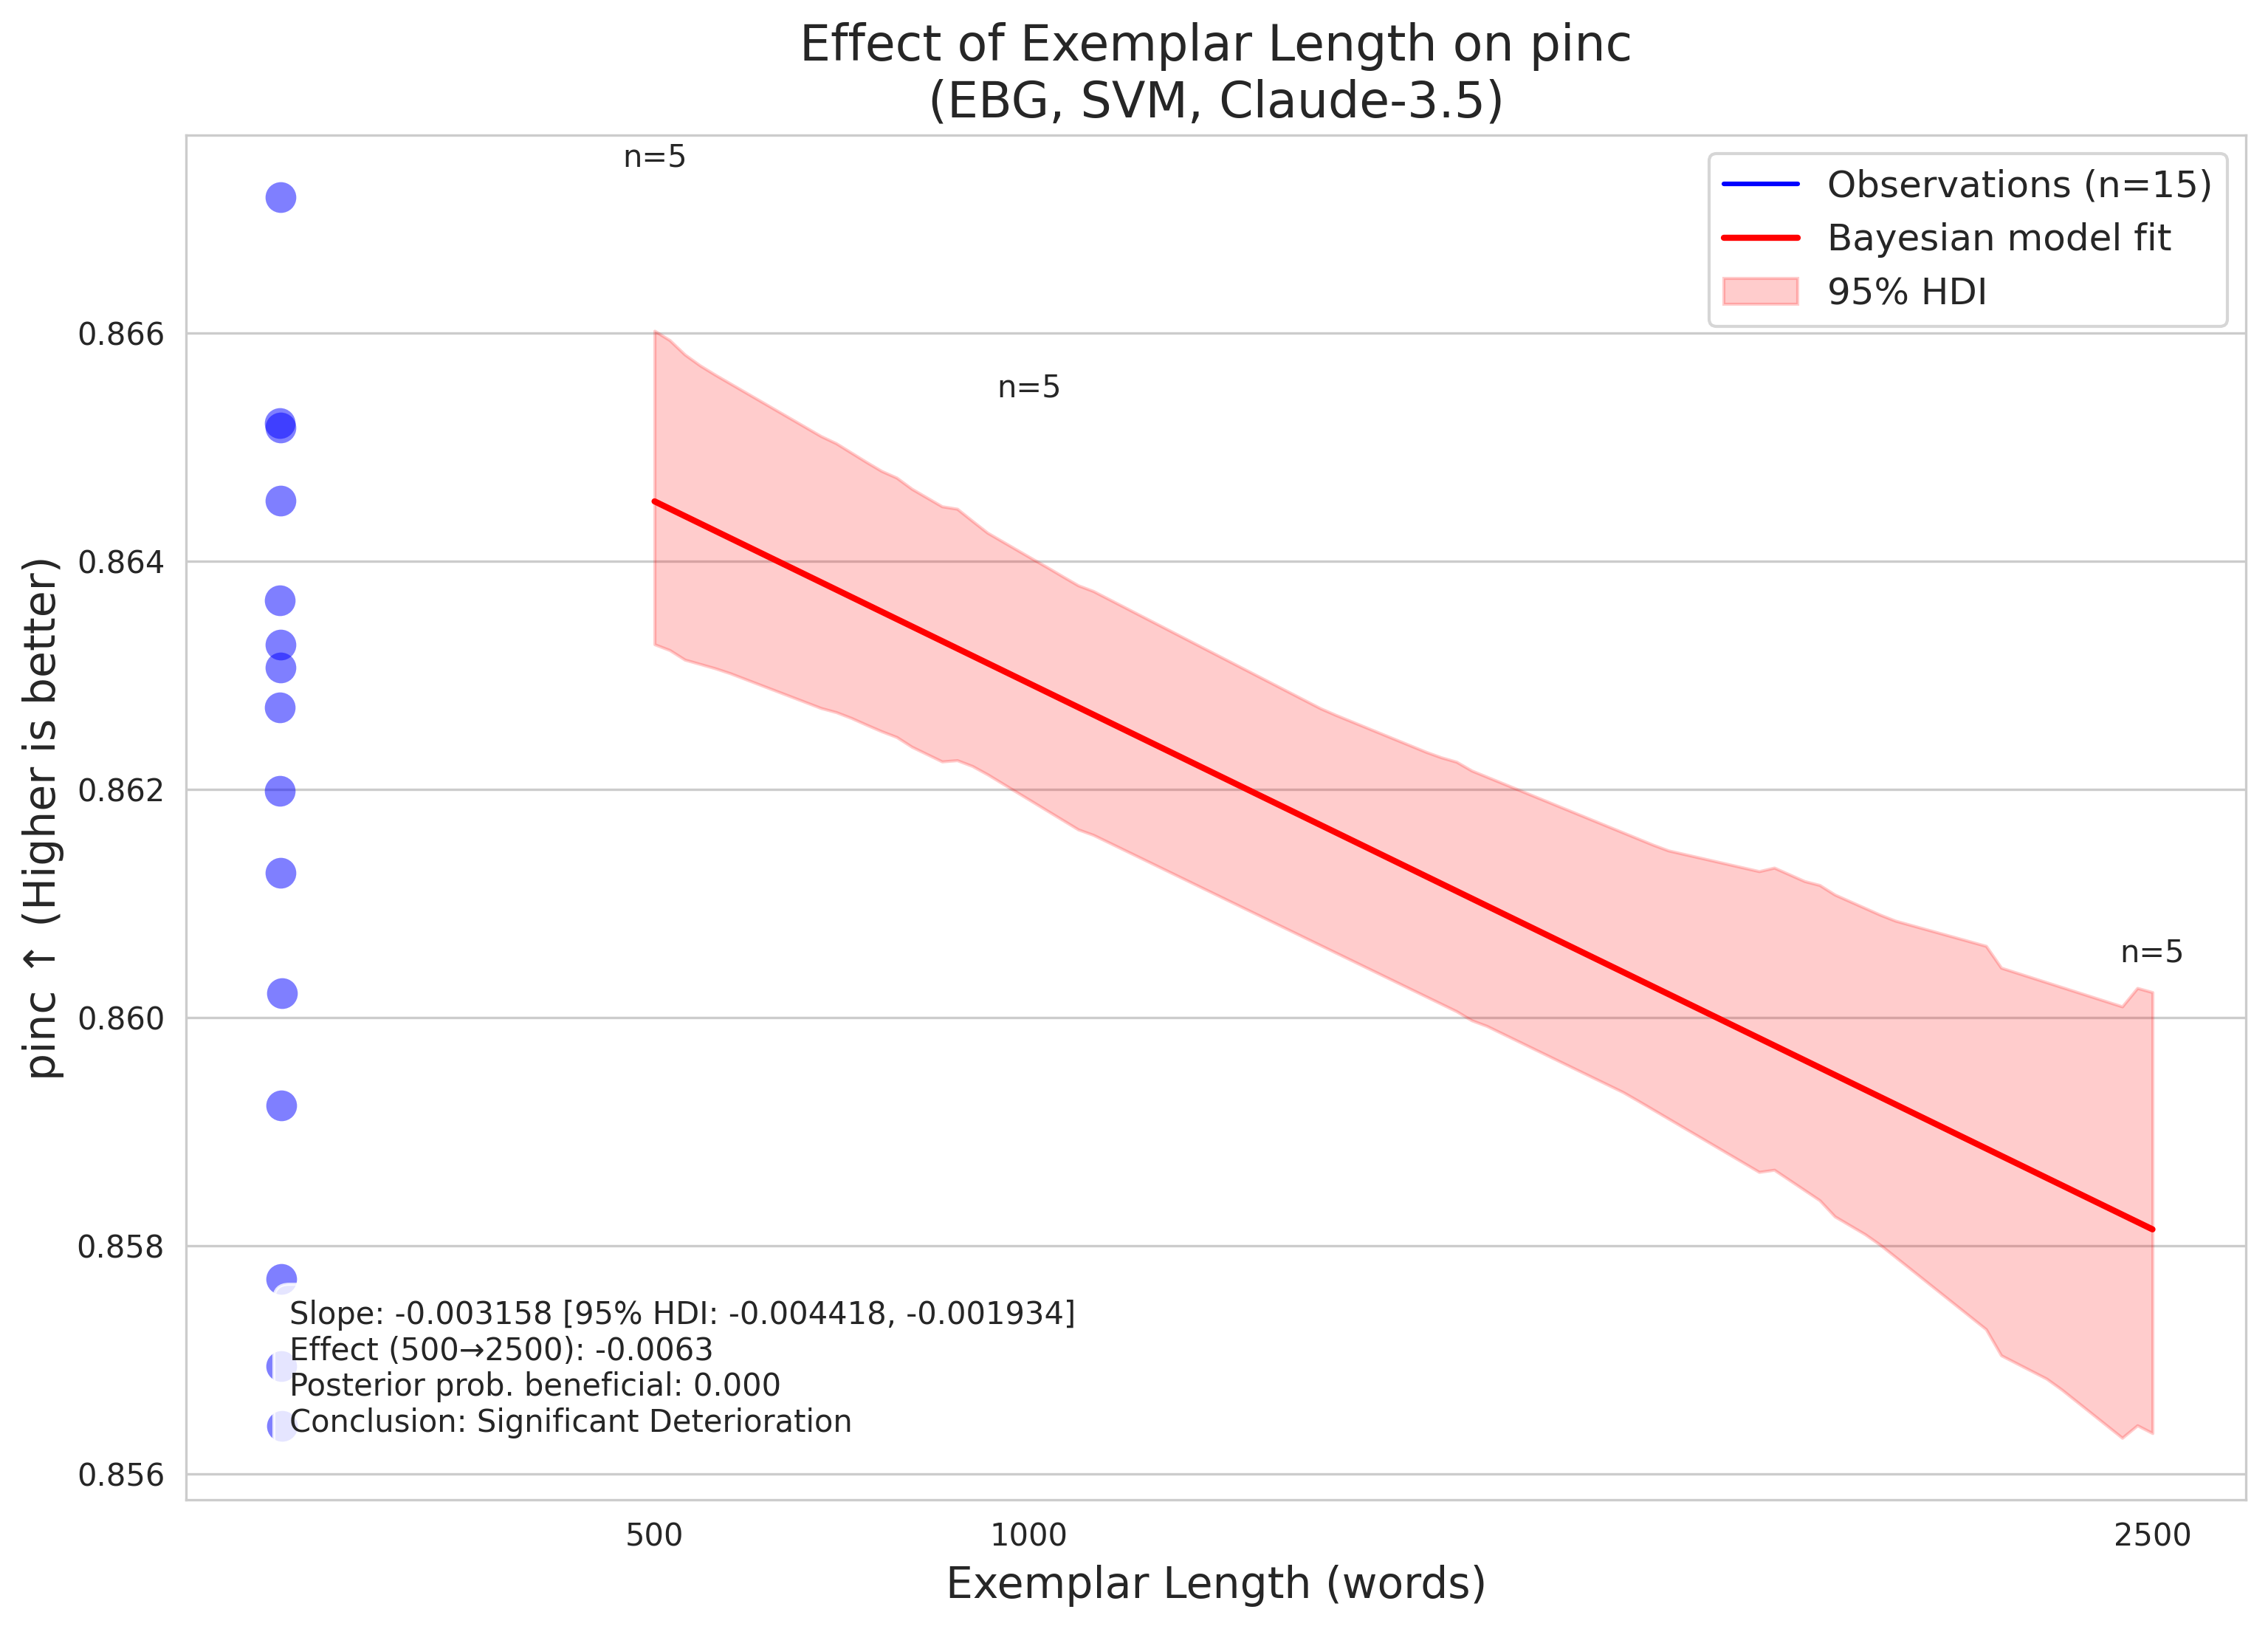 Effect of Exemplar Length on pinc
(EBG, SVM, Claude-3.5)
n=5
Observations (n=15)
Bayesian model fit
95% HDI
n=5
n=5
pinc ↑ (Higher is better)
0.866
0.864
0.862
0.860
0.858
0.856
Slope: -0.003158 [95% HDI: -0.004418, -0.001934]
Effect (500→2500): -0.0063
Posterior prob. beneficial: 0.000
Conclusion: Significant Deterioration
500
1000
2500
Exemplar Length (words)